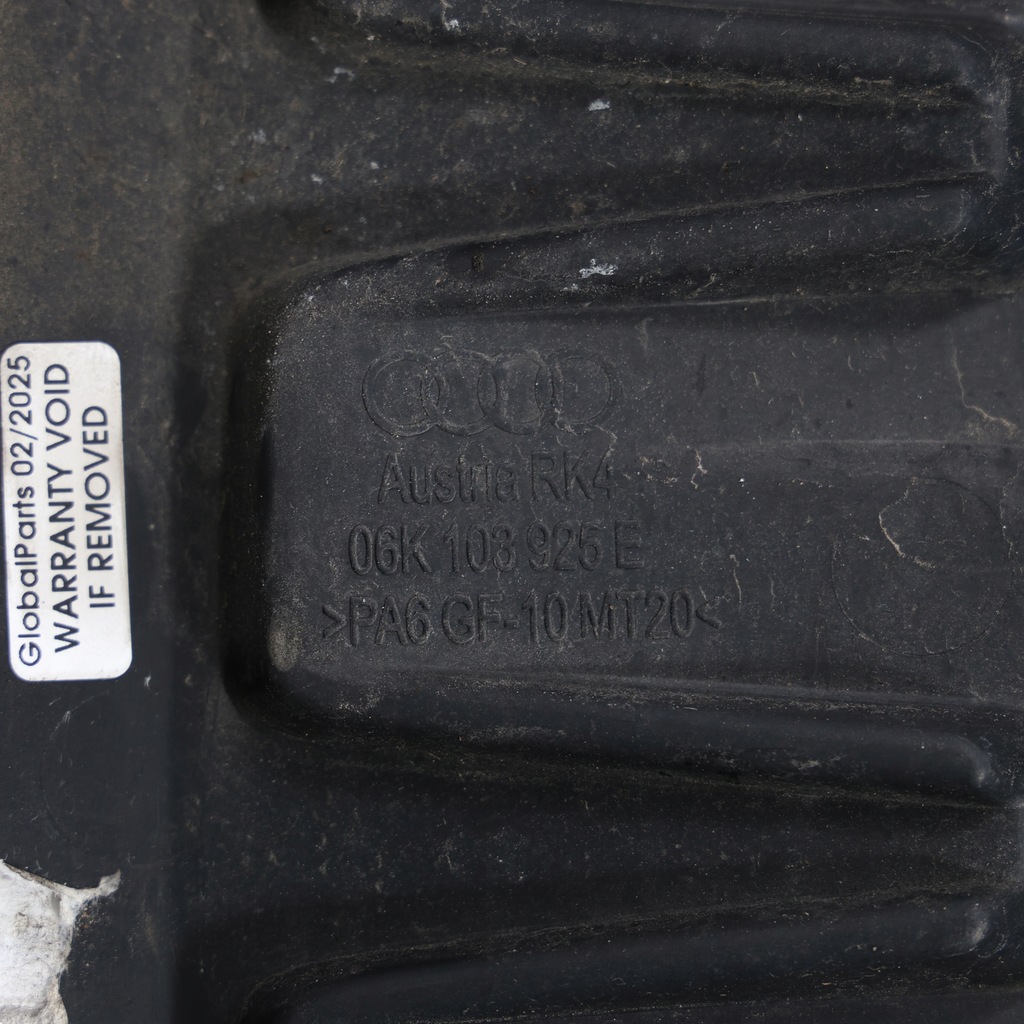 GlobalParts 02/2025
WARRANTY VOID
IF REMOVED
Austria RK4
06K 103 925 E
>PA6 GF-10 MT20<